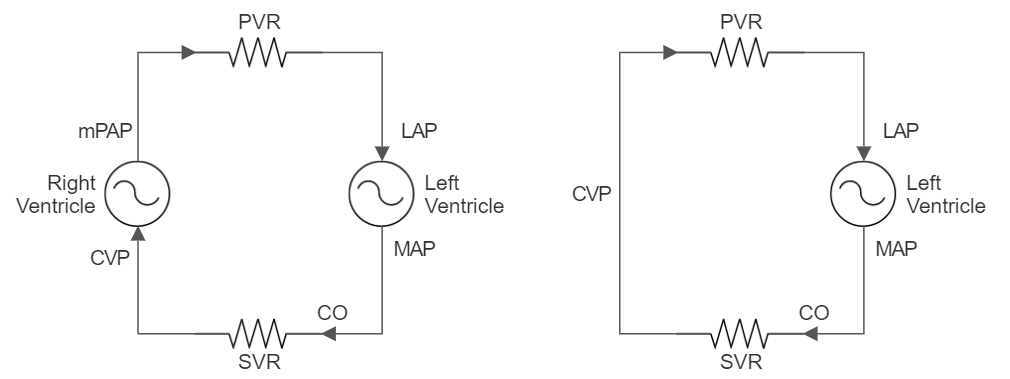 PVR
mPAP
LAP
Right
Ventricle
Left
Ventricle
CVP
MAP
CO
SVR
PVR
LAP
CVP
Left
Ventricle
MAP
CO
SVR